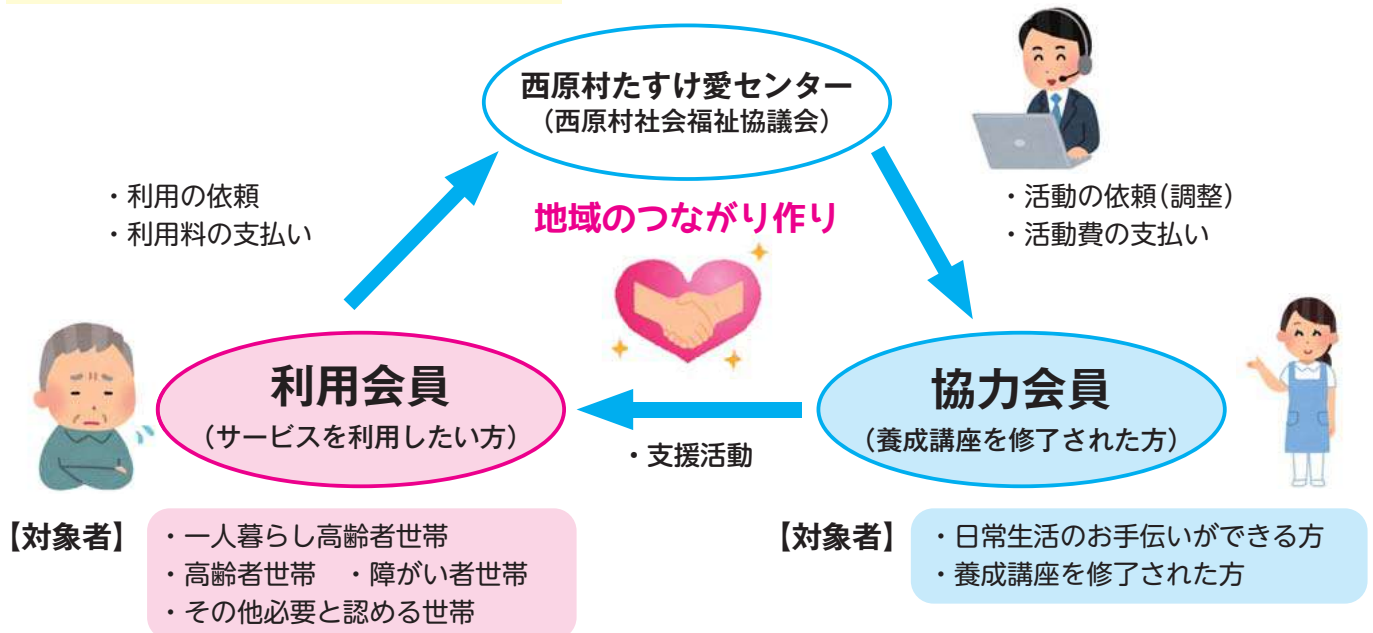 西原村たすけ愛センター
(西原村社会福祉協議会)
・利用の依頼
・利用料の支払い
地域のつながり作り
・活動の依頼(調整)
・活動費の支払い
利用会員
(サービスを利用したい方)
・支援活動
協力会員
(養成講座を修了された方)
【対象者】
・一人暮らし高齢者世帯
・高齢者世帯 ・障がい者世帯
・その他必要と認める世帯
【対象者】
・日常生活のお手伝いができる方
・養成講座を修了された方